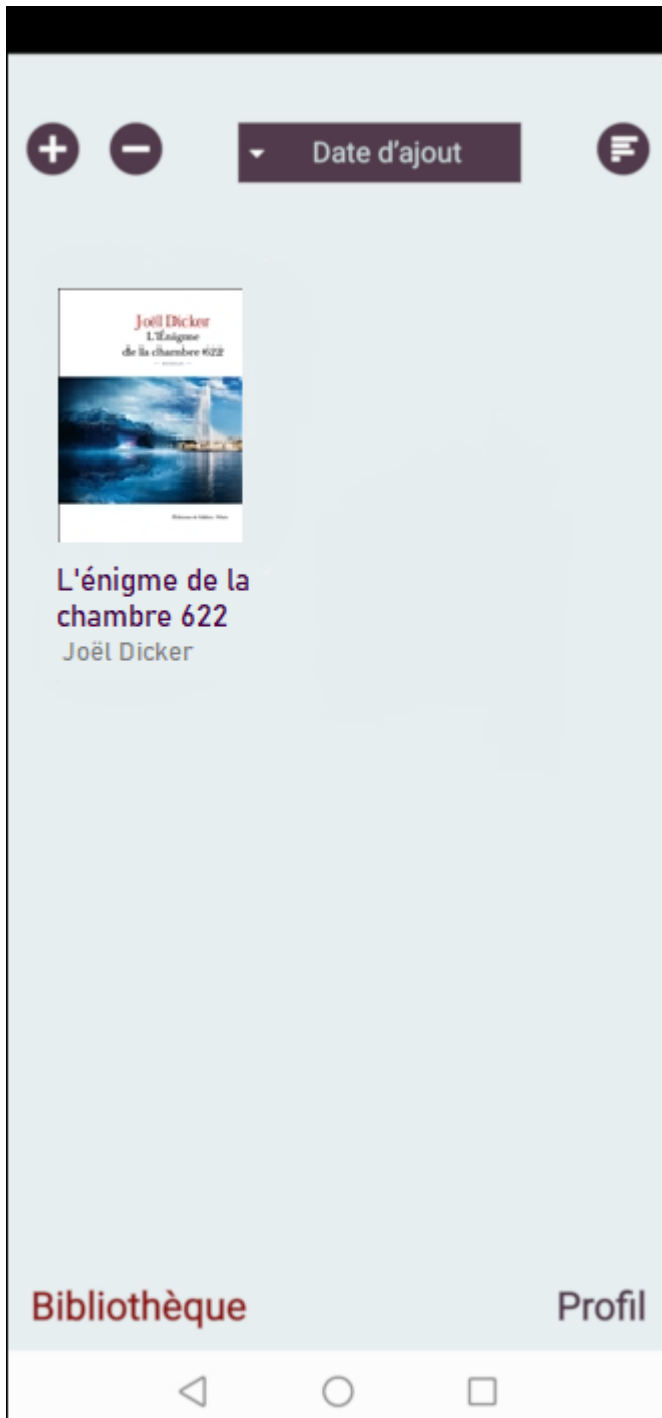 Date d'ajout
Joël Dicker
L'Énigme
de la chambre 622
L'énigme de la
chambre 622
Joël Dicker
Bibliothèque
Profil